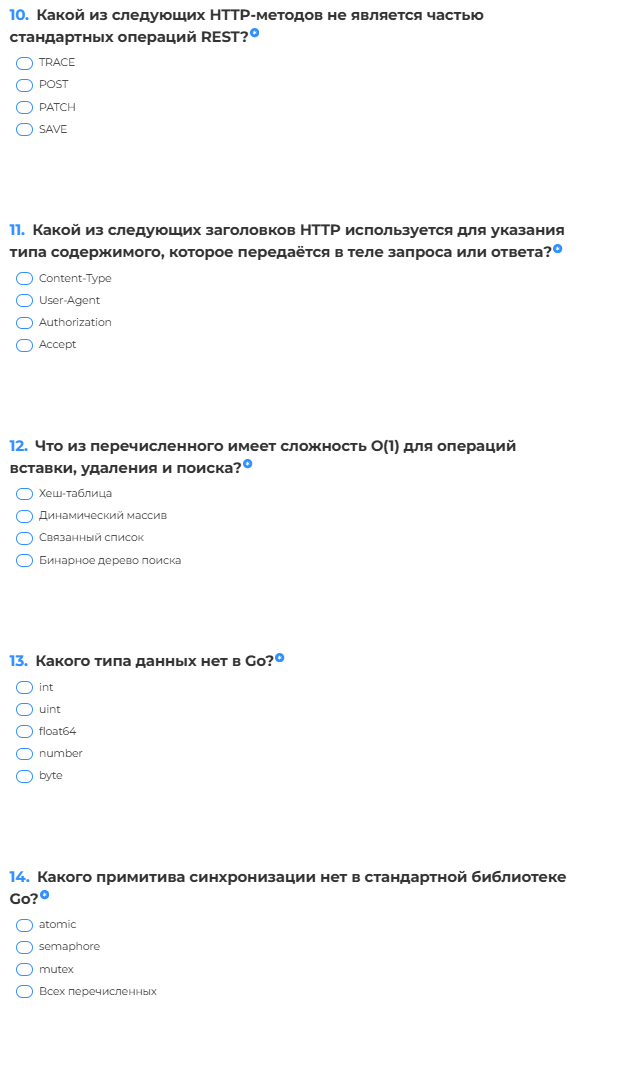 10. Какой из следующих HTTP-методов не является частью
стандартных операций REST?
TRACE
POST
PATCH
SAVE
11. Какой из следующих заголовков HTTP используется для указания
типа содержимого, которое передаётся в теле запроса или ответа?
Content-Type
User-Agent
Authorization
Accept
12. Что из перечисленного имеет сложность O(1) для операций
вставки, удаления и поиска?
Хеш-таблица
Динамический массив
Связанный список
Бинарное дерево поиска
13. Какого типа данных нет в Go?
int
uint
float64
number
byte
14. Какого примитива синхронизации нет в стандартной библиотеке
Go?
atomic
semaphore
mutex
Всех перечисленных